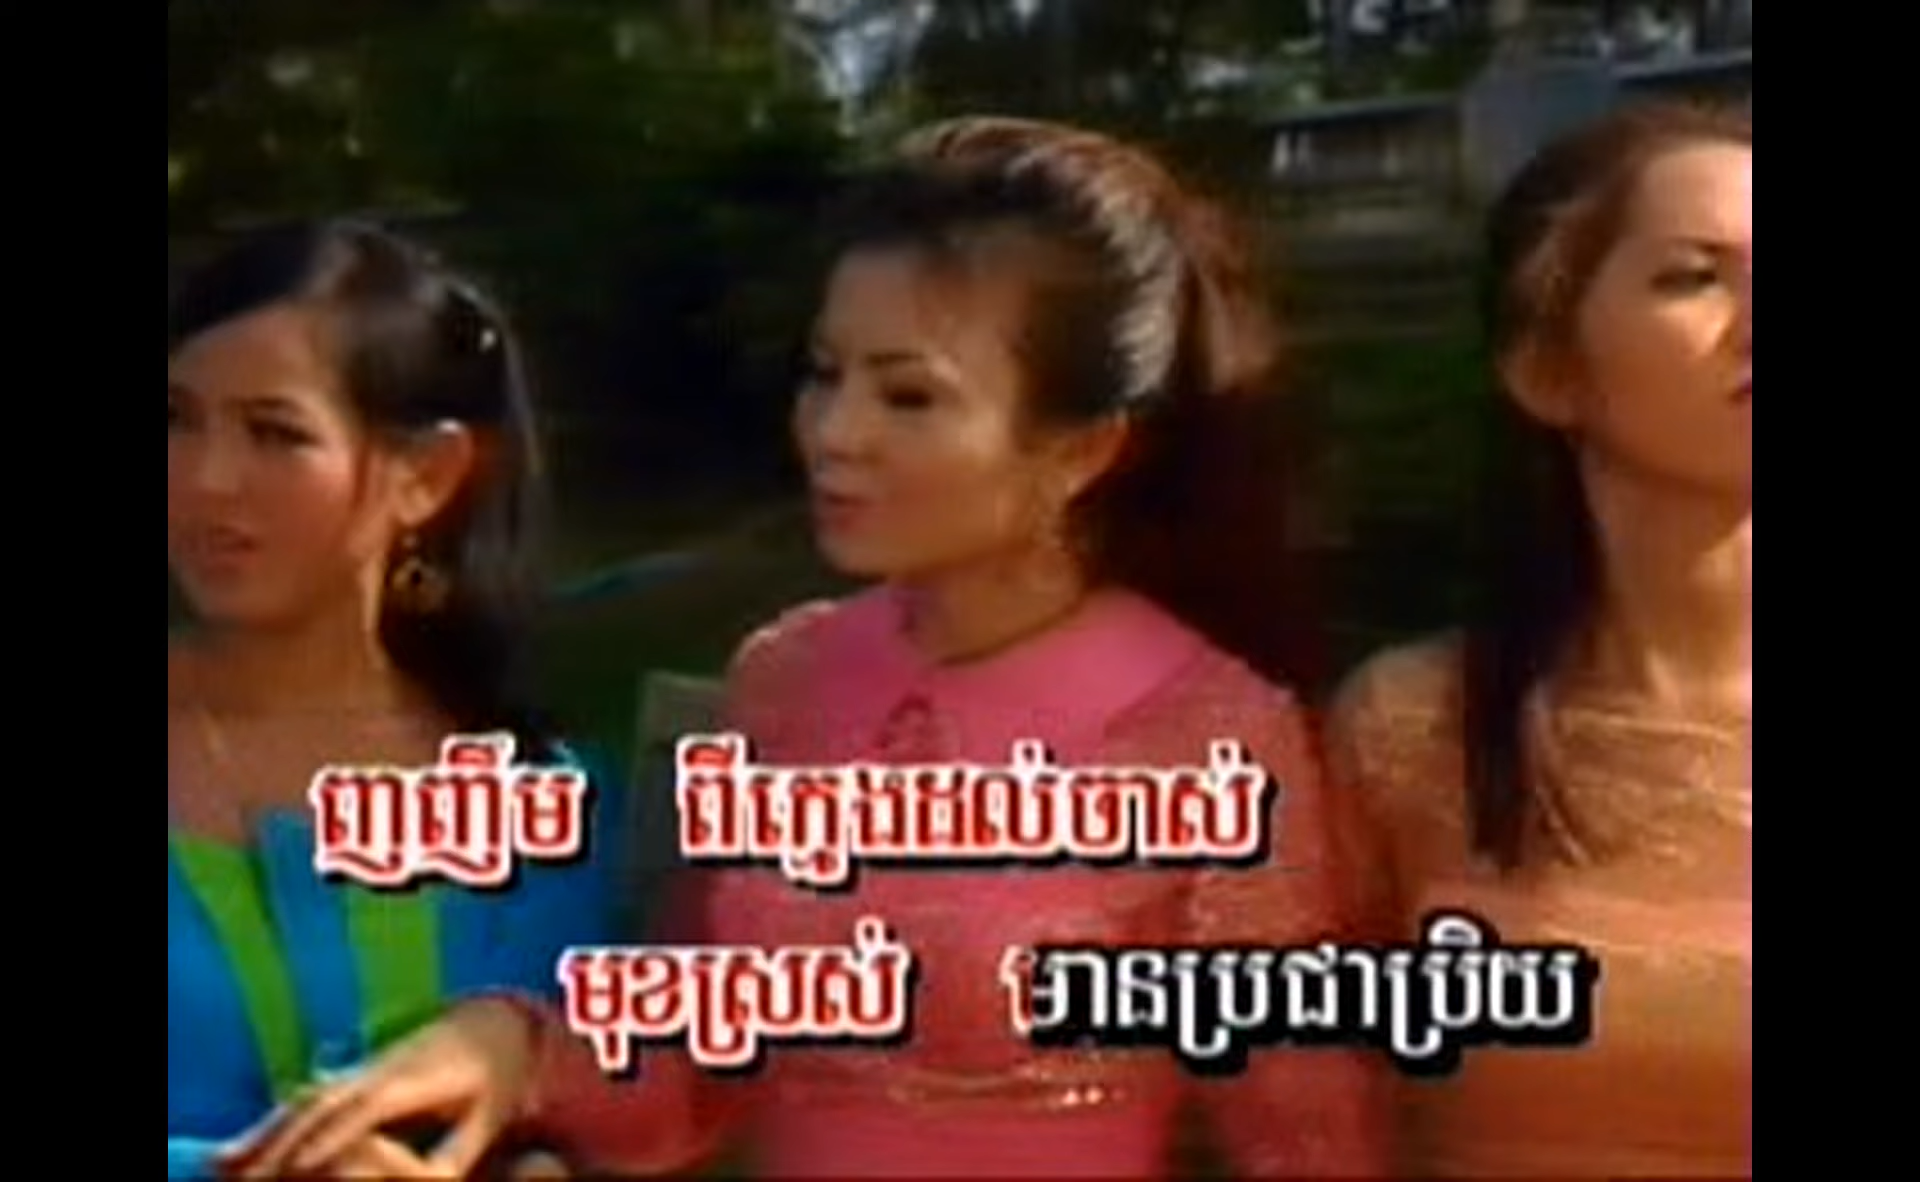 ញញឹម ពីក្មេងដល់ចាស់
មុខស្រស់ មានប្រជាប្រិយ